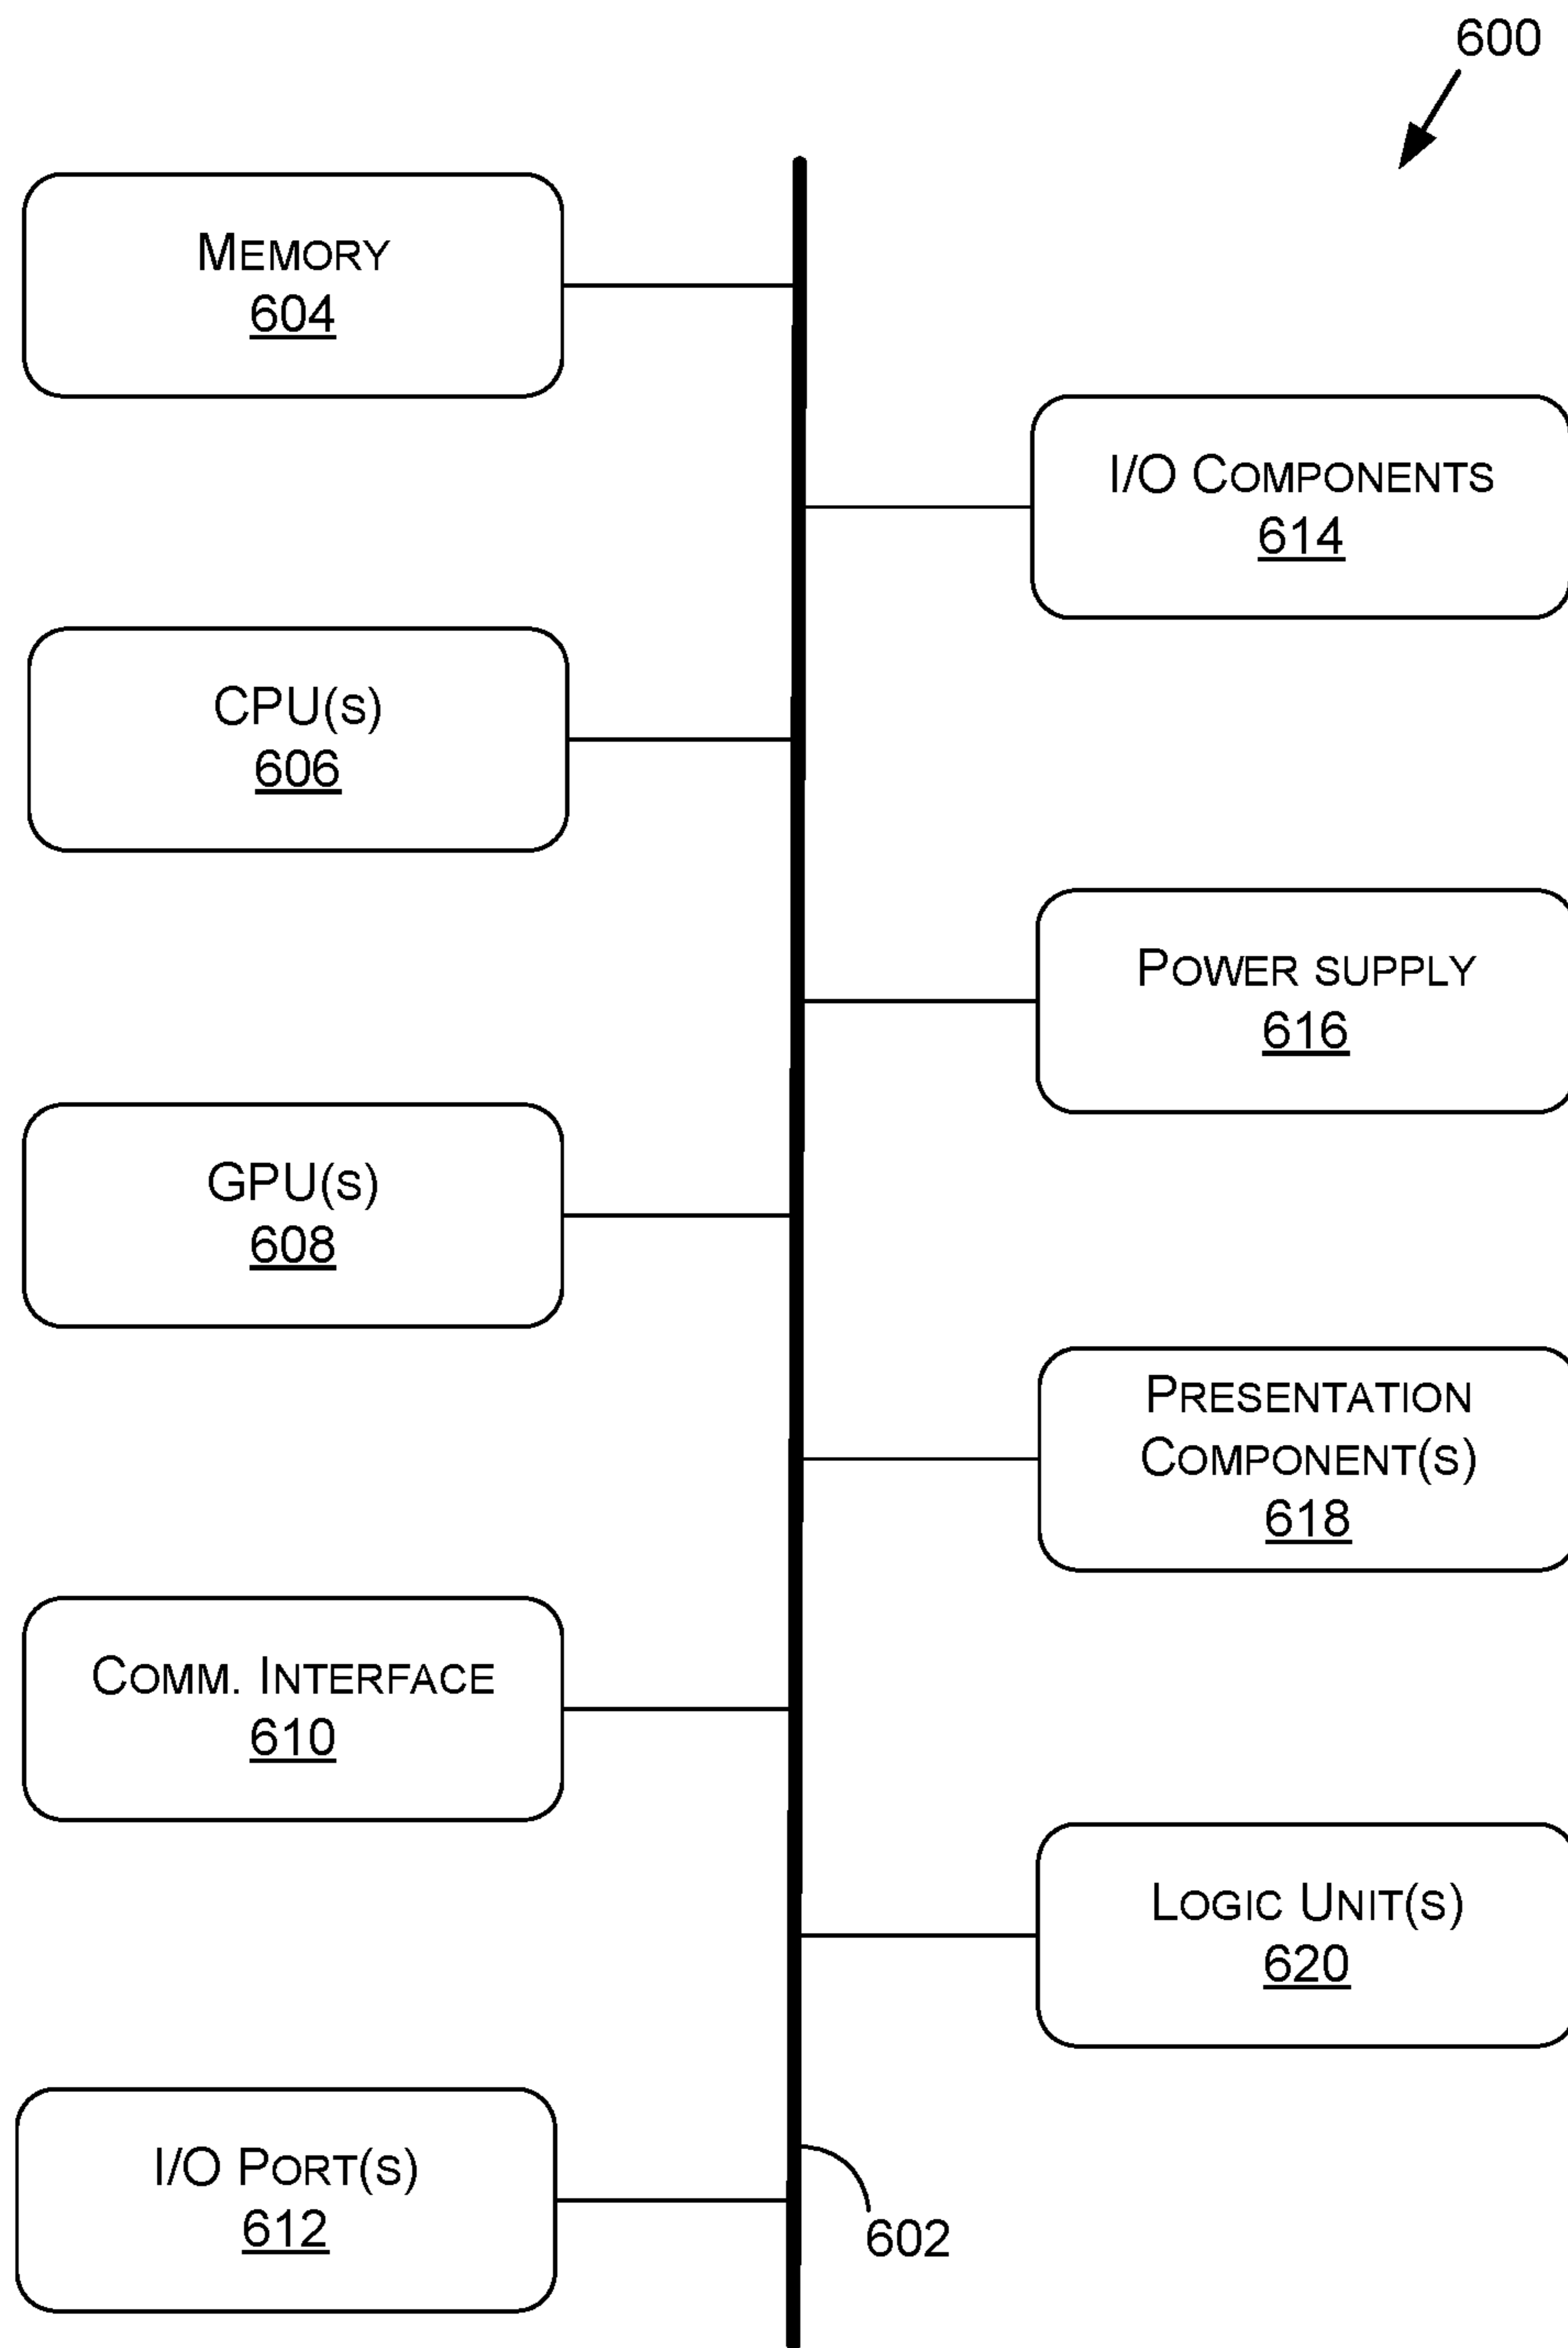 600
MEMORY
604
I/O COMPONENTS
614
CPU(S)
606
POWER SUPPLY
616
GPU(S)
608
PRESENTATION
COMPONENT(S)
618
COMM. INTERFACE
610
LOGIC UNIT(S)
620
I/O PORT(S)
612
602